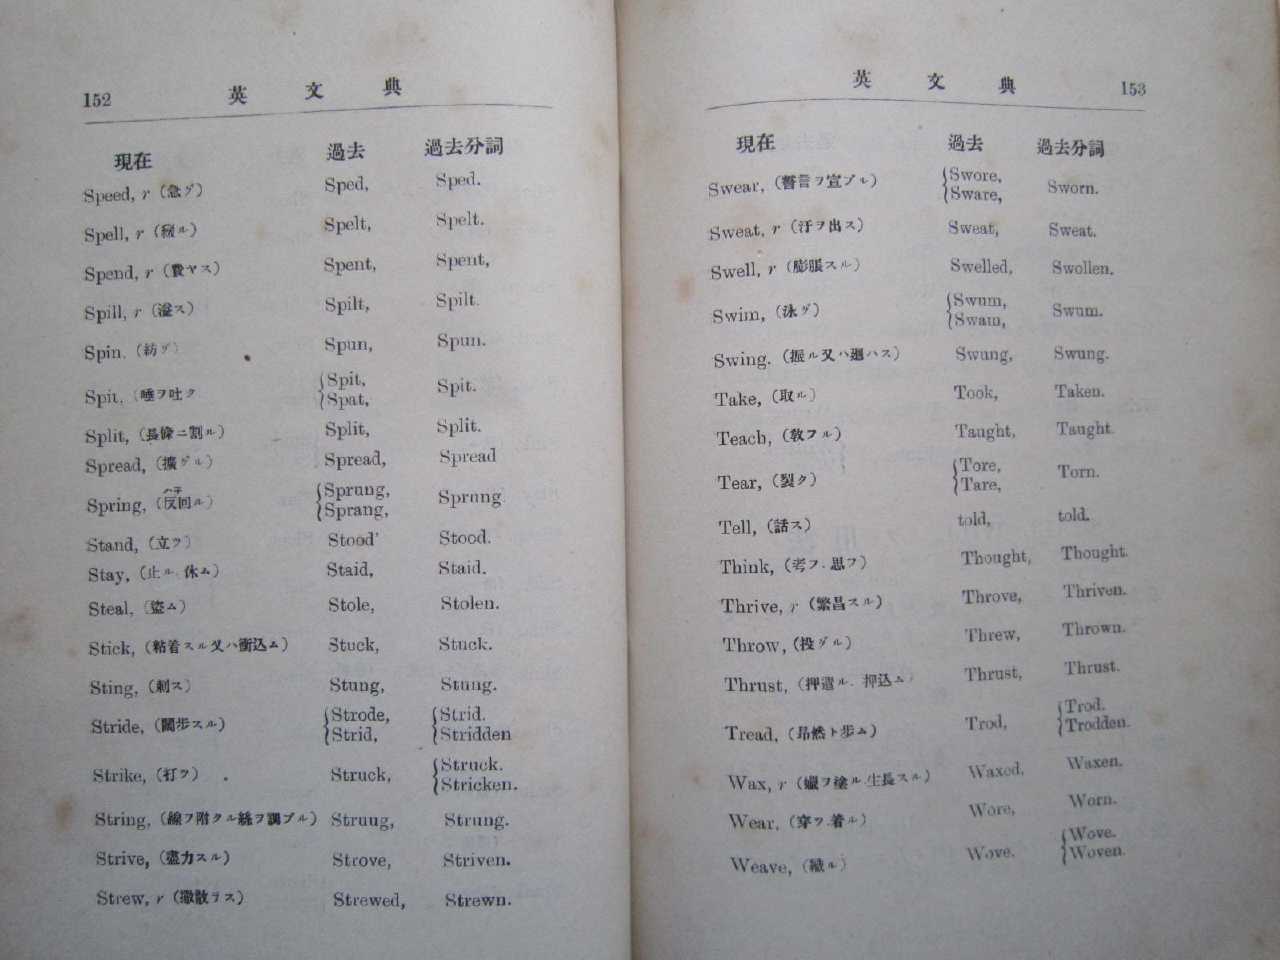 152 英文典
現在 過去 過去分詞
Speed, r (急グ) Sped, Sped.
Spell, r (綴ル) Spelt, Spelt.
Spend, r (費ヤス) Spent, Spent,
Spill, r (溢ス) Spilt, Spilt.
Spin. (紡グ) Spun, Spun.
Spit, (唾ヲ吐ク {Spit, Spit.
{Spat,
Split, (長條ニ割ル) Split, Split.
Spread, (擴ゲル) Spread, Spread
Spring, (反回ル) {Sprung, Sprung.
{Sprang,
Stand, (立ツ) Stood Stood.
Stay, (止ル、休ム) Staid, Staid.
Steal, (盜ム) Stole, Stolen.
Stick, (粘着スル又ハ衝込ム) Stuck, Stuck.
Sting, (刺ス) Stung, Stung.
Stride, (闊歩スル) {Strode, {Strid.
{Strid, {Stridden
Strike, (打ツ) Struck, {Struck.
{Stricken.
String, (線ヲ附クル絲ヲ調ブル) Strung, Strung.
Strive, (盡力スル) Strove, Striven.
Strew, r (撒散ラス) Strewed, Strewn.
英文典 153
現在 過去 過去分詞
Swear, (誓言ヲ宣ブル) {Swore, Sworn.
{Sware,
Sweat, r (汗ヲ出ス) Sweat, Sweat.
Swell, r (膨脹スル) Swelled, Swollen.
Swim, (泳グ) {Swum, Swum.
{Swam,
Swing. (振ル又ハ廻ハス) Swung, Swung.
Take, (取ル) Took, Taken.
Teach, (敎フル) Taught, Taught.
Tear, (裂ク) {Tore, Torn.
{Tare,
Tell, (話ス) told, told.
Think, (考フ、思フ) Thought, Thought.
Thrive, r (繁昌スル) Throve, Thriven.
Throw, (投ゲル) Threw, Thrown.
Thrust, (押遣ル、押込ム) Thrust, Thrust.
Tread, (昂然ト歩ム) Trod, {Trod.
{Trodden.
Wax, r (蠟ヲ塗ル、生長スル) Waxed, Waxen.
Wear, (穿ツ、着ル) Wore, Worn.
Weave, (織ル) Wove. {Wove.
{Woven.